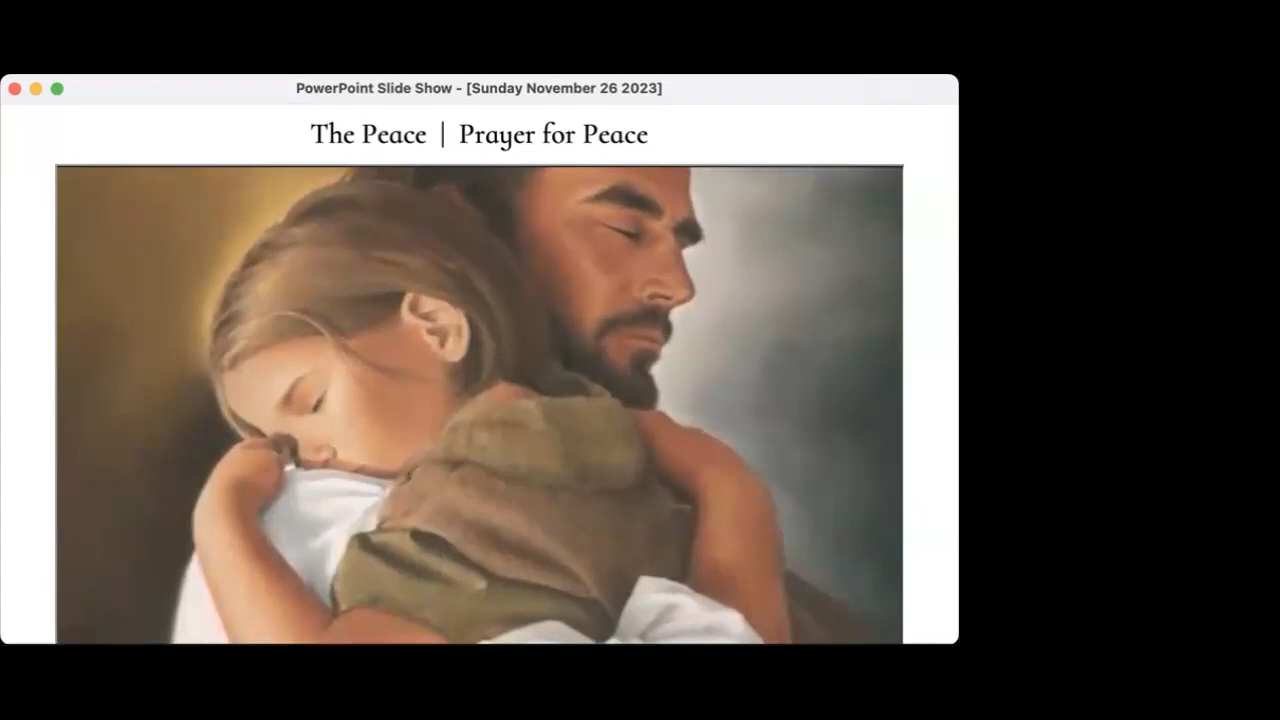 PowerPoint Slide Show - [Sunday November 26 2023]
The Peace | Prayer for Peace